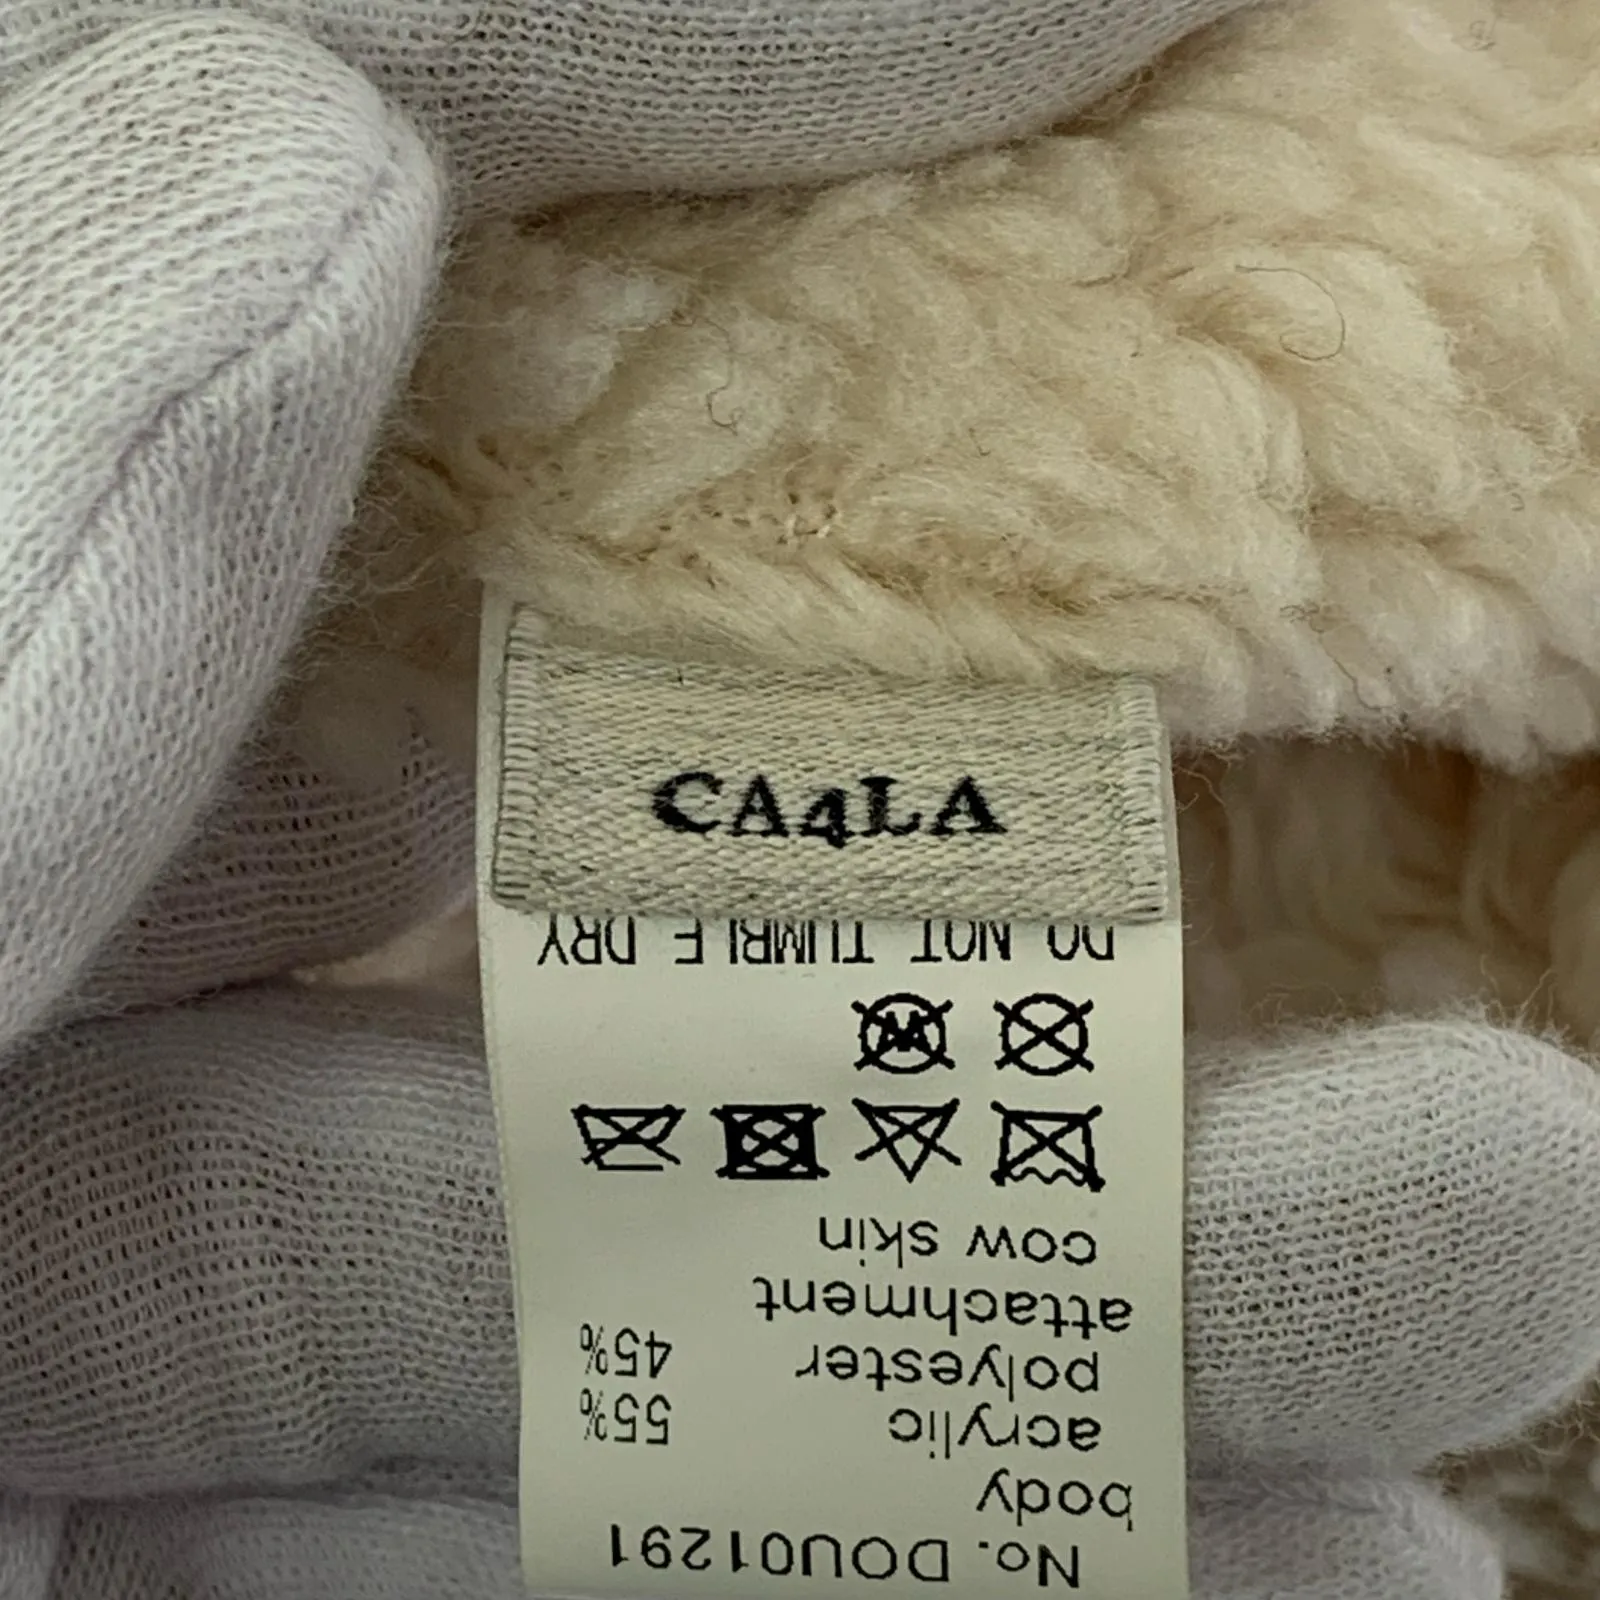 CA4LA
No. DOU01291
body
acrylic 55%
polyester 45%
attachment
cow skin
DO NOT TUMBLE DRY